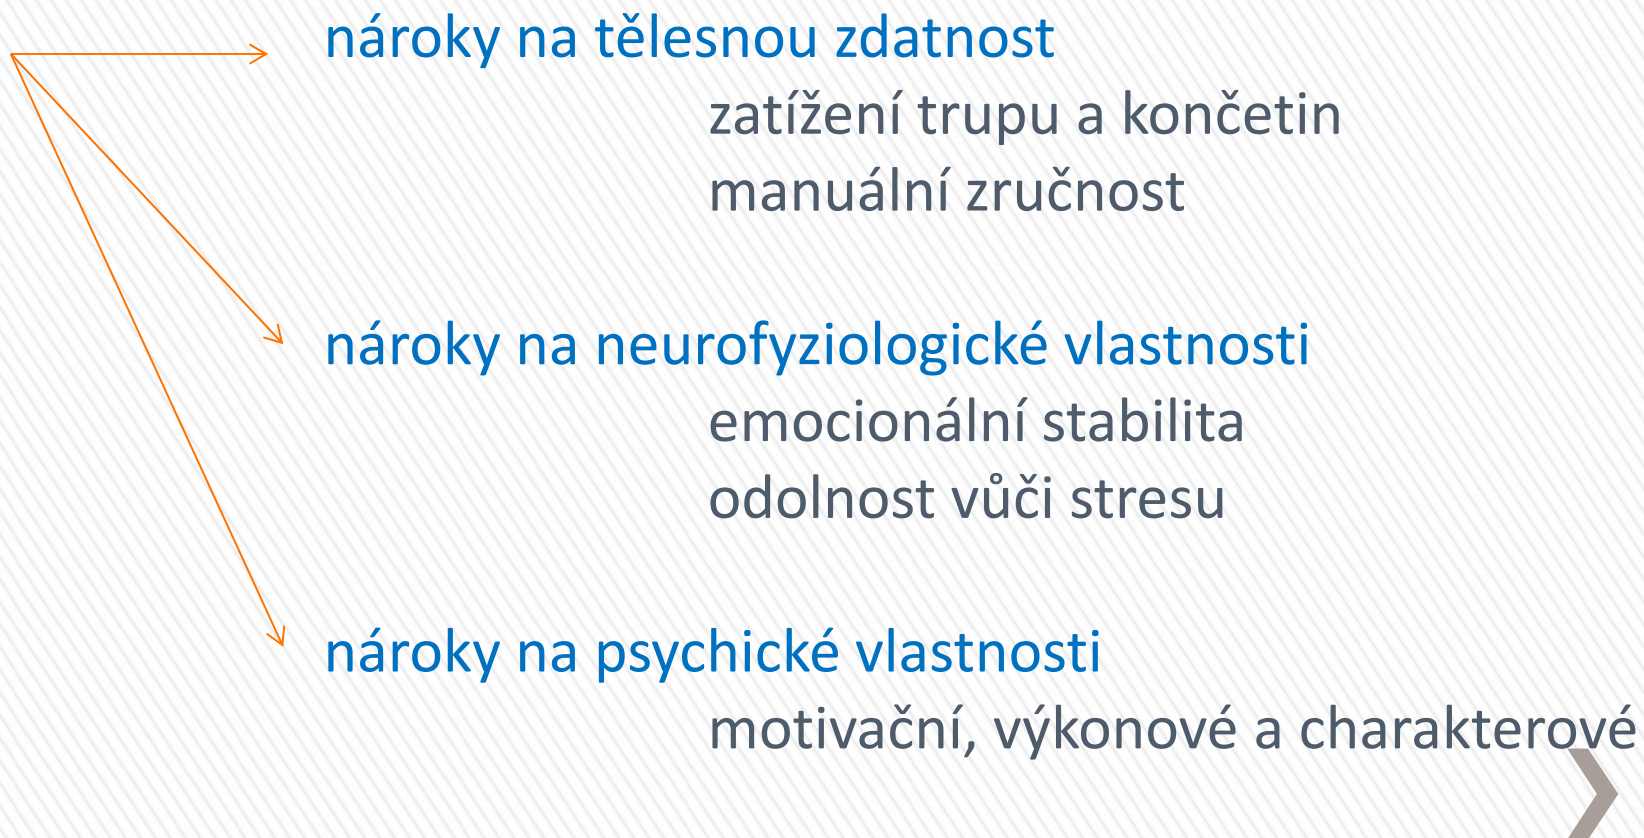 nároky na tělesnou zdatnost
zatížení trupu a končetin
manuální zručnost
nároky na neurofyziologické vlastnosti
emocionální stabilita
odolnost vůči stresu
nároky na psychické vlastnosti
motivační, výkonové a charakterové